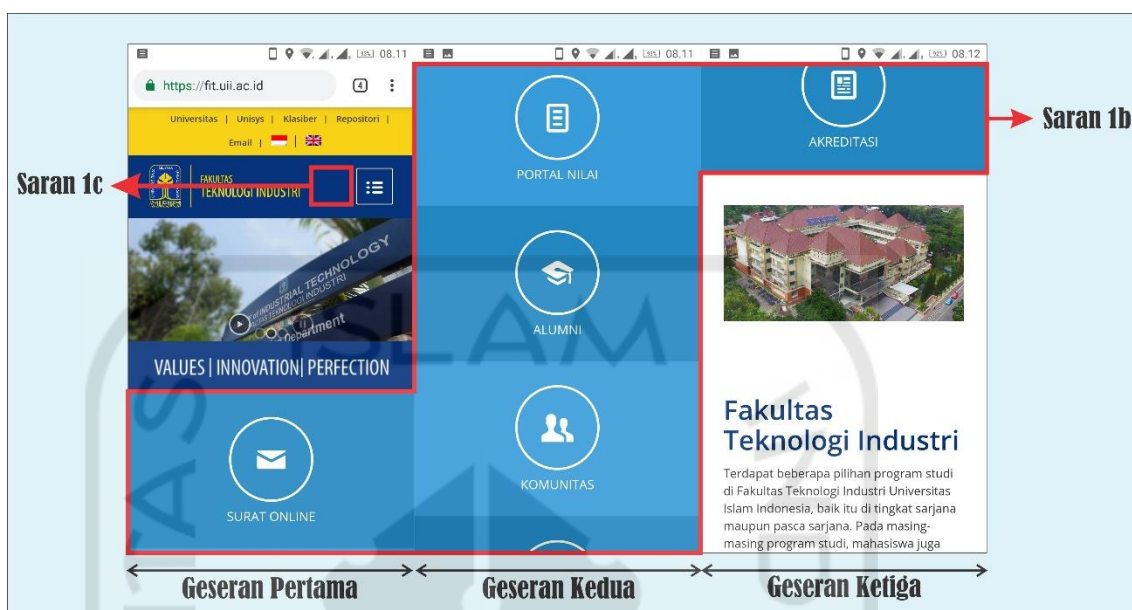 08.11
08.11
08.12
https://fit.uii.ac.id
4
Universitas | Unisys | Klasiber | Repositori |
Email |
FAKULTAS
TEKNOLOGI INDUSTRI
Saran 1c
INDUSTRIAL TECHNOLOGY
VALUES | INNOVATION| PERFECTION
SURAT ONLINE
PORTAL NILAI
ALUMNI
KOMUNITAS
AKREDITASI
Saran 1b
Fakultas
Teknologi Industri
Terdapat beberapa pilihan program studi
di Fakultas Teknologi Industri Universitas
Islam Indonesia, baik itu di tingkat sarjana
maupun pasca sarjana. Pada masing-
masing program studi, mahasiswa juga
ISLAM
Geseran Pertama
Geseran Kedua
Geseran Ketiga